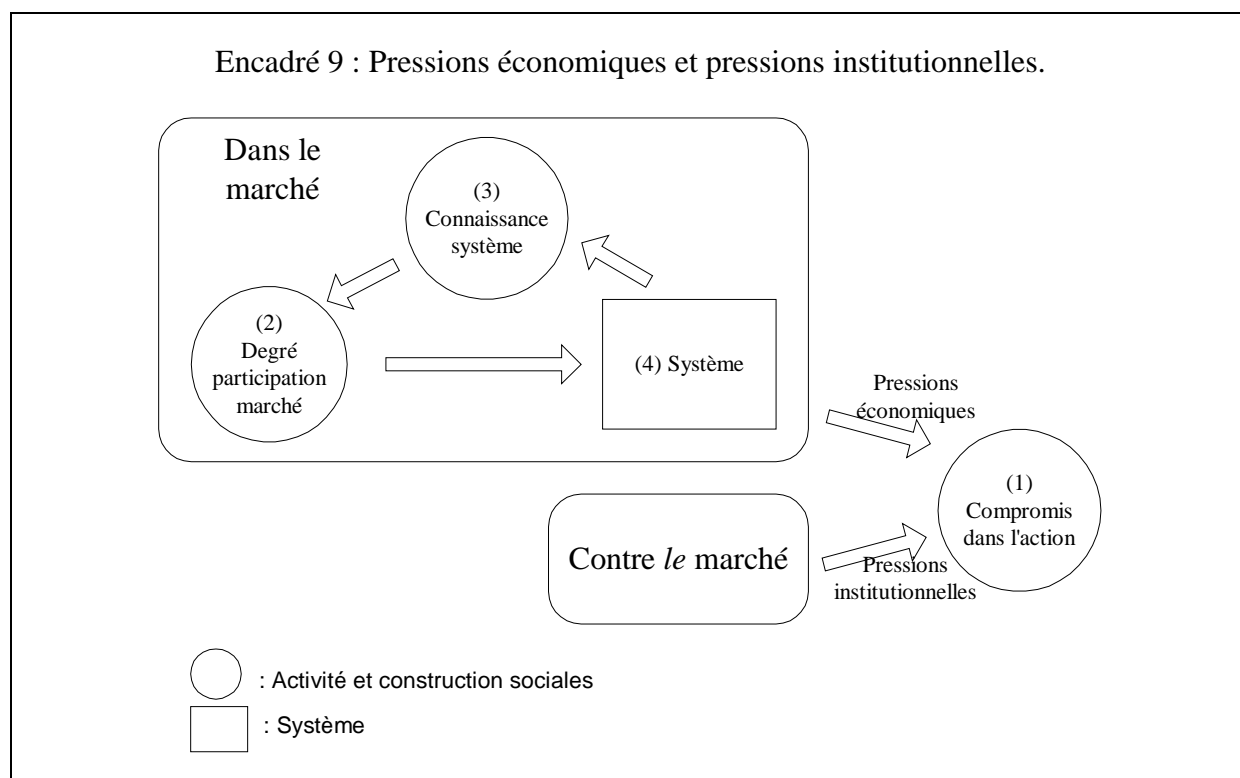 Encadré 9 : Pressions économiques et pressions institutionnelles.
Dans le
marché
(3)
Connaissance
système
(2)
Degré
participation
marché
(4) Système
Pressions
économiques
(1)
Compromis
dans l'action
Contre le marché
Pressions
institutionnelles
: Activité et construction sociales
: Système